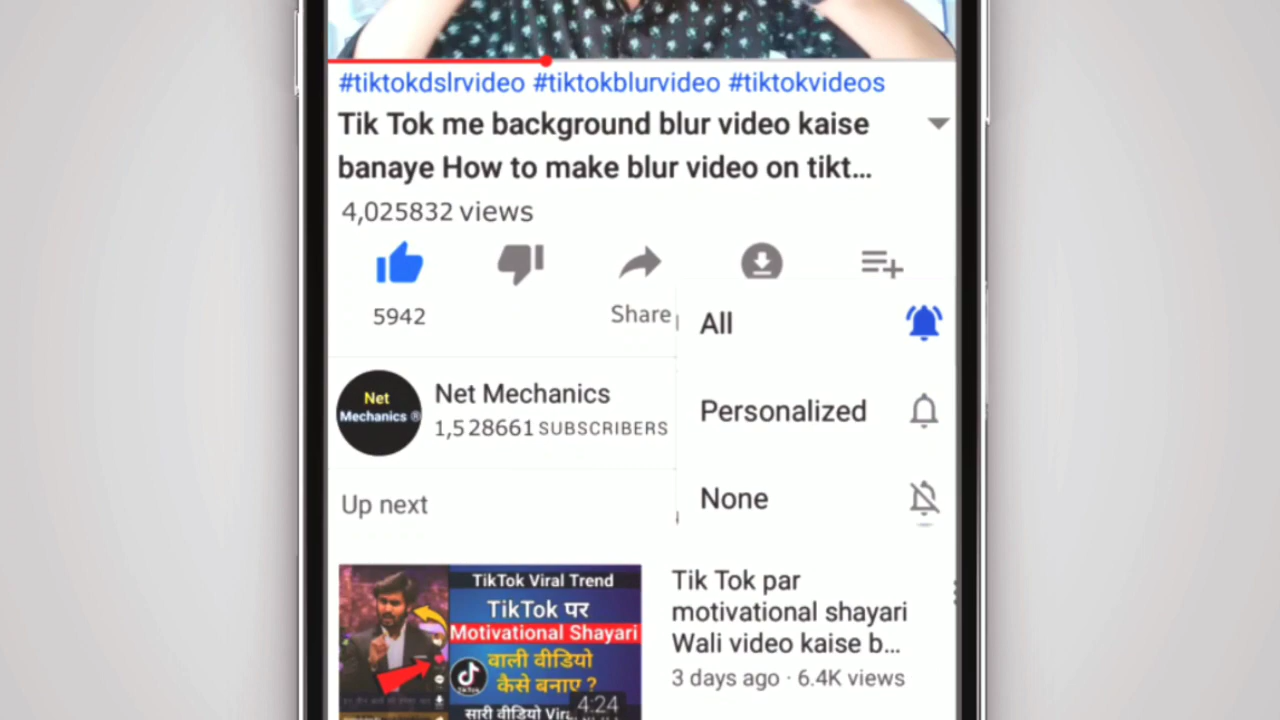 #tiktokdslrvideo #tiktokblurvideo #tiktokvideos
Tik Tok me background blur video kaise
banaye How to make blur video on tikt...
4,025832 views
5942
Share
All
Net
Mechanics ®
Net Mechanics
1,528661 SUBSCRIBERS
Personalized
None
Up next
TikTok Viral Trend
TikTok पर
Motivational Shayari
वाली वीडियो
कैसे बनाए ?
TikTok
4:24
Tik Tok par
motivational shayari
Wali video kaise b...
3 days ago · 6.4K views